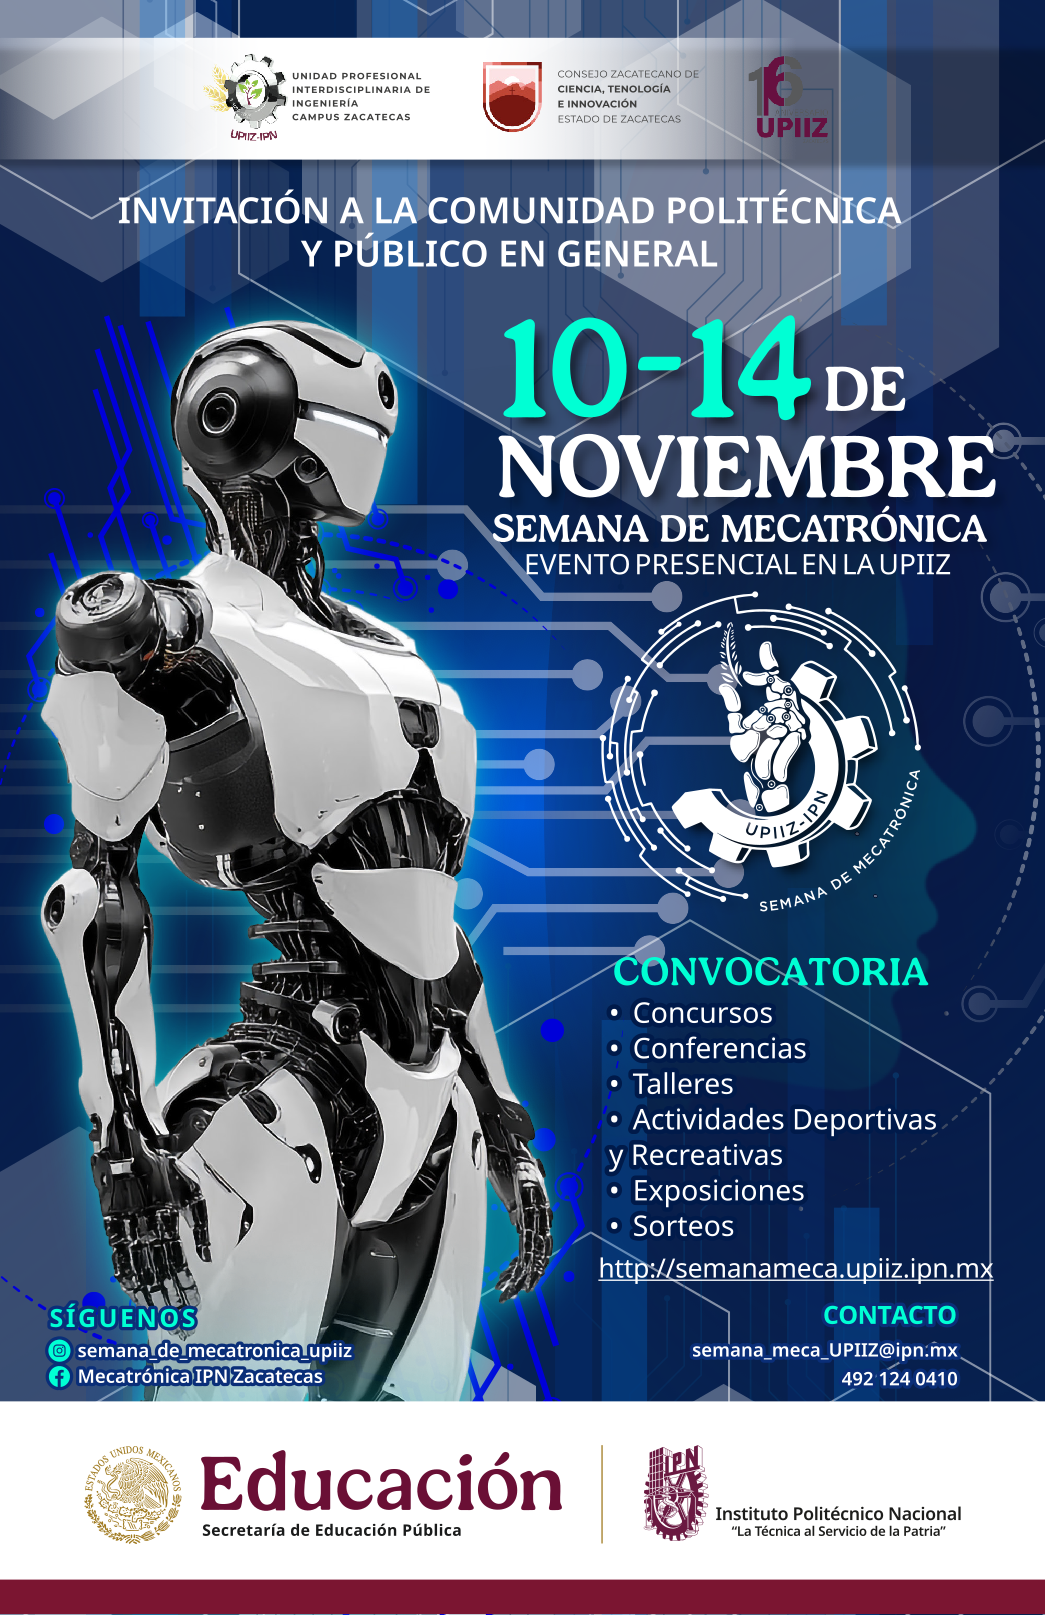 UNIDAD PROFESIONAL
INTERDISCIPLINARIA DE
INGENIERÍA
CAMPUS ZACATECAS
UPIIZ-IPN
CONSEJO ZACATECANO DE
CIENCIA, TENOLOGÍA
E INNOVACIÓN
ESTADO DE ZACATECAS
16
UPIIZ
INVITACIÓN A LA COMUNIDAD POLITÉCNICA
Y PÚBLICO EN GENERAL
10-14 DE
NOVIEMBRE
SEMANA DE MECATRÓNICA
EVENTO PRESENCIAL EN LA UPIIZ
UPIIZ-IPN
SEMANA DE MECATRÓNICA
CONVOCATORIA
• Concursos
• Conferencias
• Talleres
• Actividades Deportivas
y Recreativas
• Exposiciones
• Sorteos
http://semanameca.upiiz.ipn.mx
SÍGUENOS
semana_de_mecatronica_upiiz
Mecatrónica IPN Zacatecas
CONTACTO
semana_meca_UPIIZ@ipn.mx
492 124 0410
ESTADOS UNIDOS MEXICANOS
Educación
Secretaría de Educación Pública
IPN
Instituto Politécnico Nacional
“La Técnica al Servicio de la Patria”